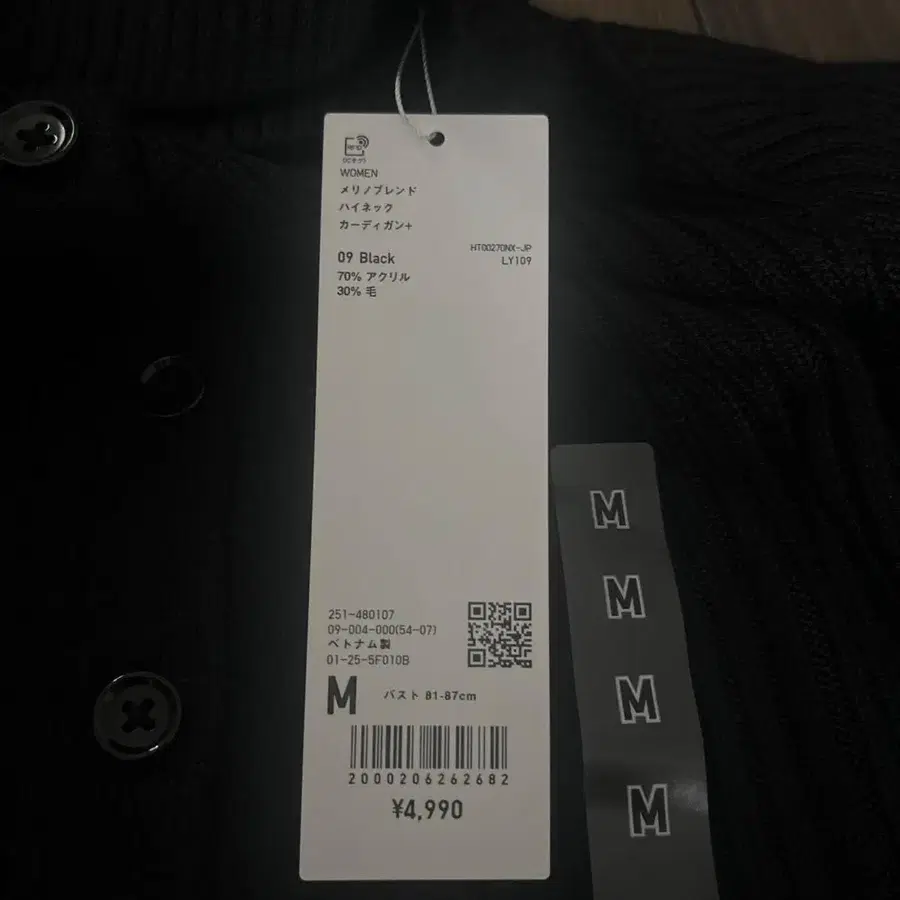 WOMEN
メリノブレンド
ハイネック
カーディガン+
HT00270NX-JP
09 Black
LY109
70% アクリル
30% 毛
251-480107
09-004-000(54-07)
ベトナム製
01-25-5F010B
M バスト 81-87cm
2000206262682
¥4,990
M
M
M
M